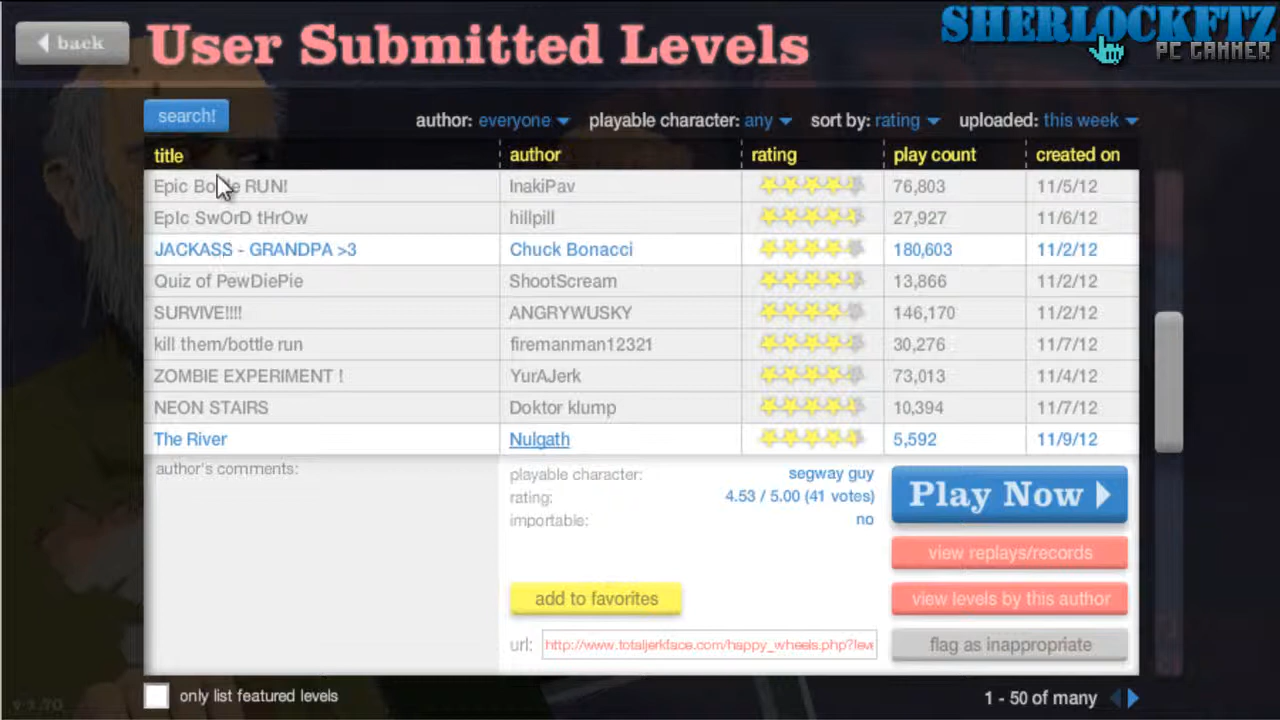 back
User Submitted Levels
SHERLOCKFTZ
PC GAMMER
search!
author: everyone playable character: any sort by: rating uploaded: this week
title author rating play count created on
Epic Bottle RUN! InakiPav 76,803 11/5/12
EpIc SwOrD tHrOw hillpill 27,927 11/6/12
JACKASS - GRANDPA >3 Chuck Bonacci 180,603 11/2/12
Quiz of PewDiePie ShootScream 13,866 11/2/12
SURVIVE!!!! ANGRYWUSKY 146,170 11/2/12
kill them/bottle run firemanman12321 30,276 11/7/12
ZOMBIE EXPERIMENT ! YurAJerk 73,013 11/4/12
NEON STAIRS Doktor klump 10,394 11/7/12
The River Nulgath 5,592 11/9/12
author's comments:
playable character: segway guy
rating: 4.53 / 5.00 (41 votes)
importable: no
Play Now
view replays/records
add to favorites
view levels by this author
url: http://www.totaljerkface.com/happy_wheels.php?leve
flag as inappropriate
only list featured levels
1 - 50 of many